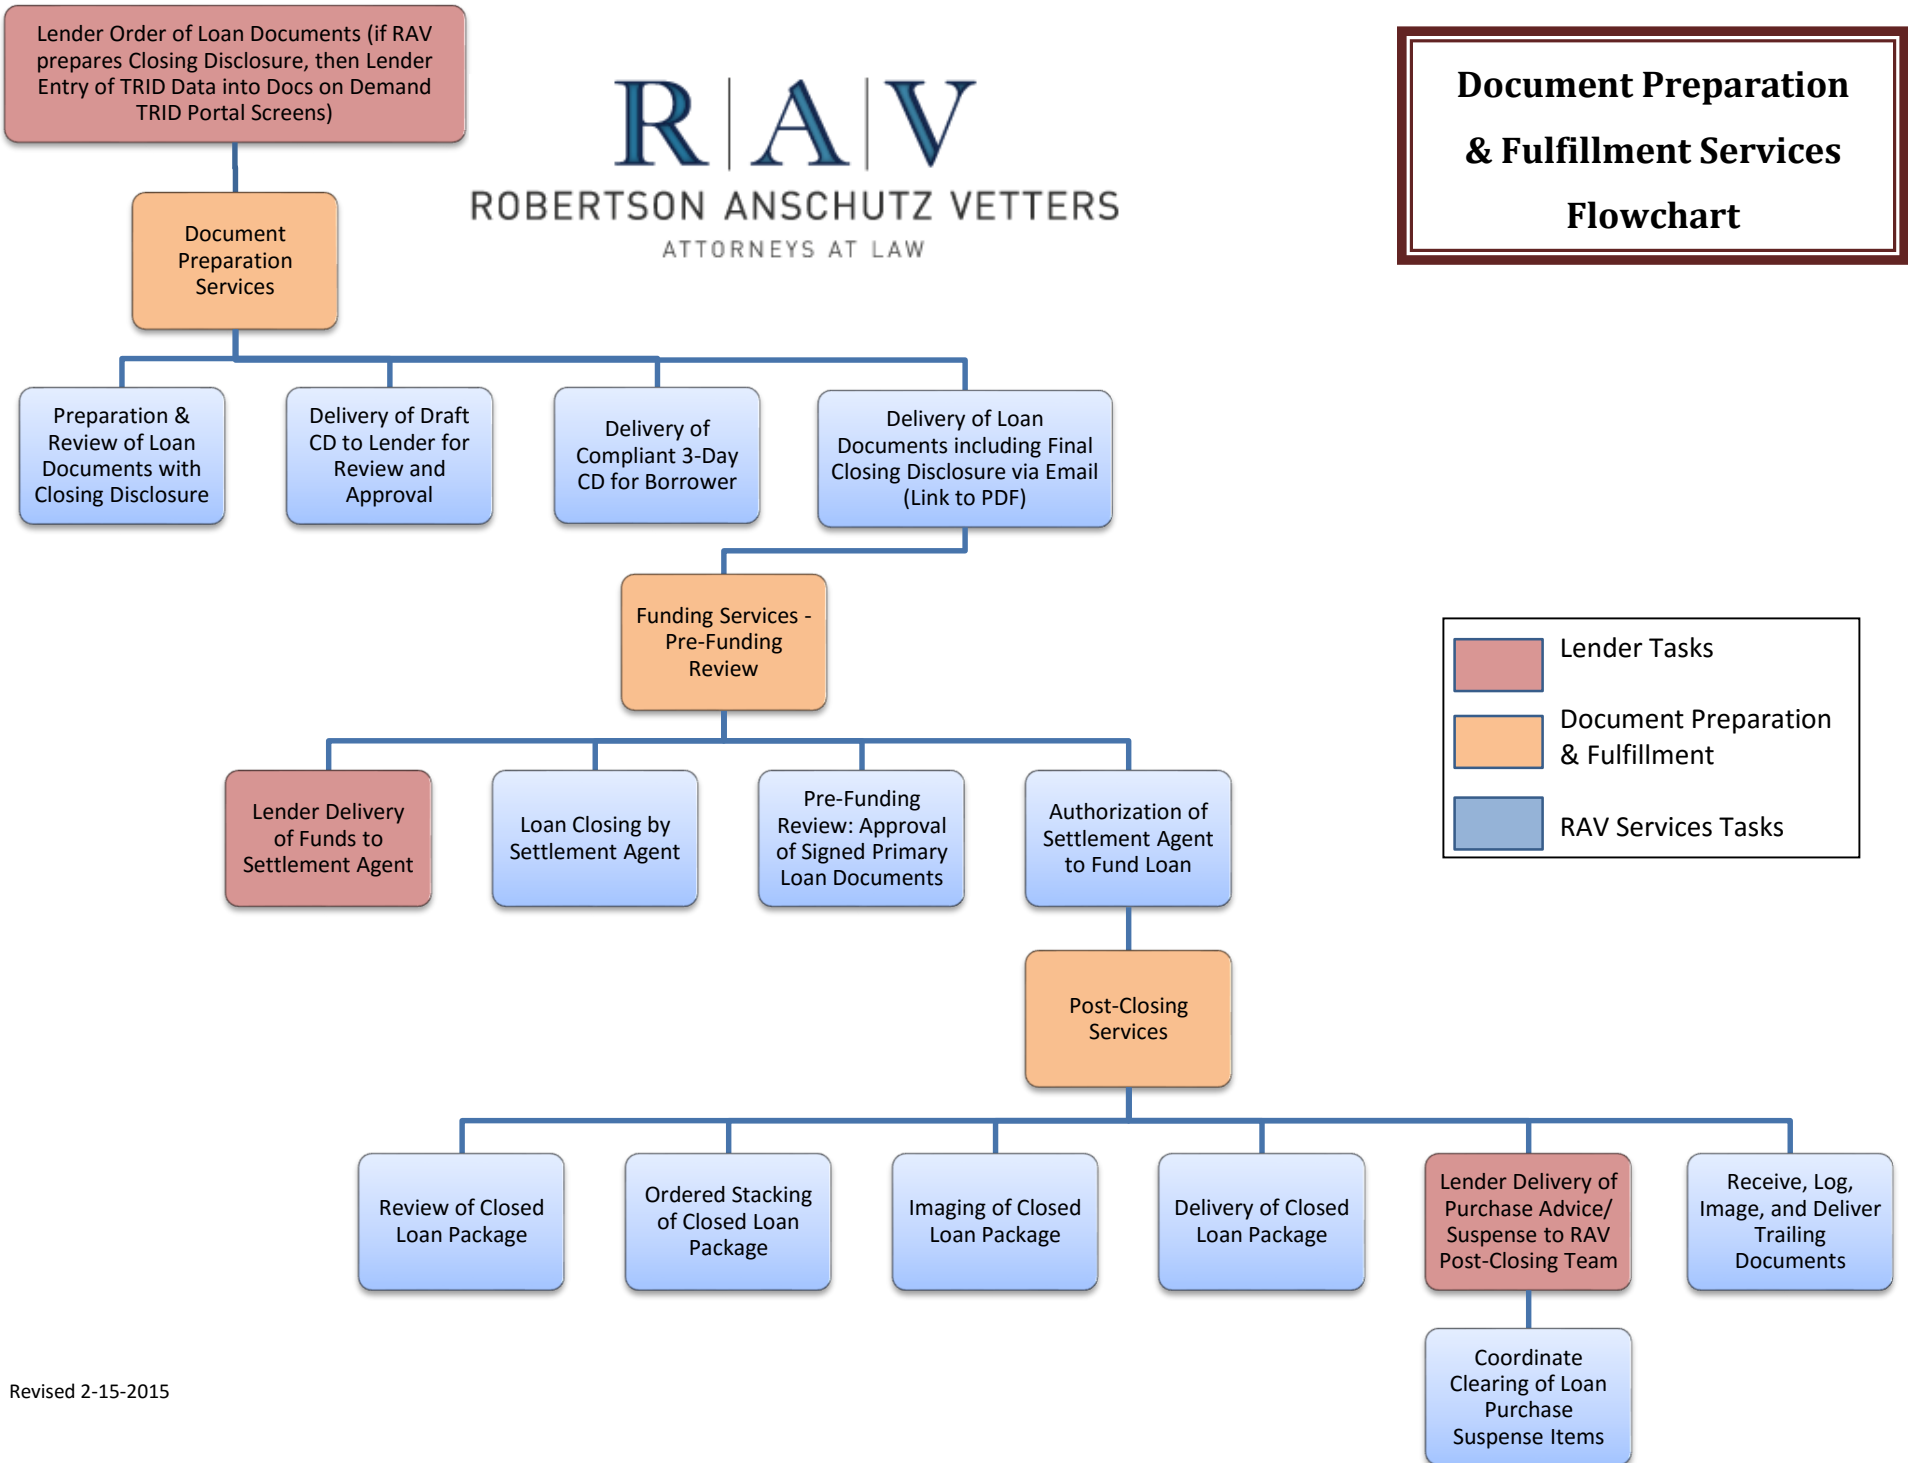 Lender Order of Loan Documents (if RAV
prepares Closing Disclosure, then Lender
Entry of TRID Data into Docs on Demand
TRID Portal Screens)
R|A|V
ROBERTSON ANSCHUTZ VETTERS
ATTORNEYS AT LAW
Document Preparation
& Fulfillment Services
Flowchart
Document
Preparation
Services
Preparation &
Review of Loan
Documents with
Closing Disclosure
Delivery of Draft
CD to Lender for
Review and
Approval
Delivery of
Compliant 3-Day
CD for Borrower
Delivery of Loan
Documents including Final
Closing Disclosure via Email
(Link to PDF)
Funding Services -
Pre-Funding
Review
Lender Tasks
Document Preparation
& Fulfillment
RAV Services Tasks
Lender Delivery
of Funds to
Settlement Agent
Loan Closing by
Settlement Agent
Pre-Funding
Review: Approval
of Signed Primary
Loan Documents
Authorization of
Settlement Agent
to Fund Loan
Post-Closing
Services
Review of Closed
Loan Package
Ordered Stacking
of Closed Loan
Package
Imaging of Closed
Loan Package
Delivery of Closed
Loan Package
Lender Delivery of
Purchase Advice/
Suspense to RAV
Post-Closing Team
Receive, Log,
Image, and Deliver
Trailing
Documents
Coordinate
Clearing of Loan
Purchase
Suspense Items
Revised 2-15-2015